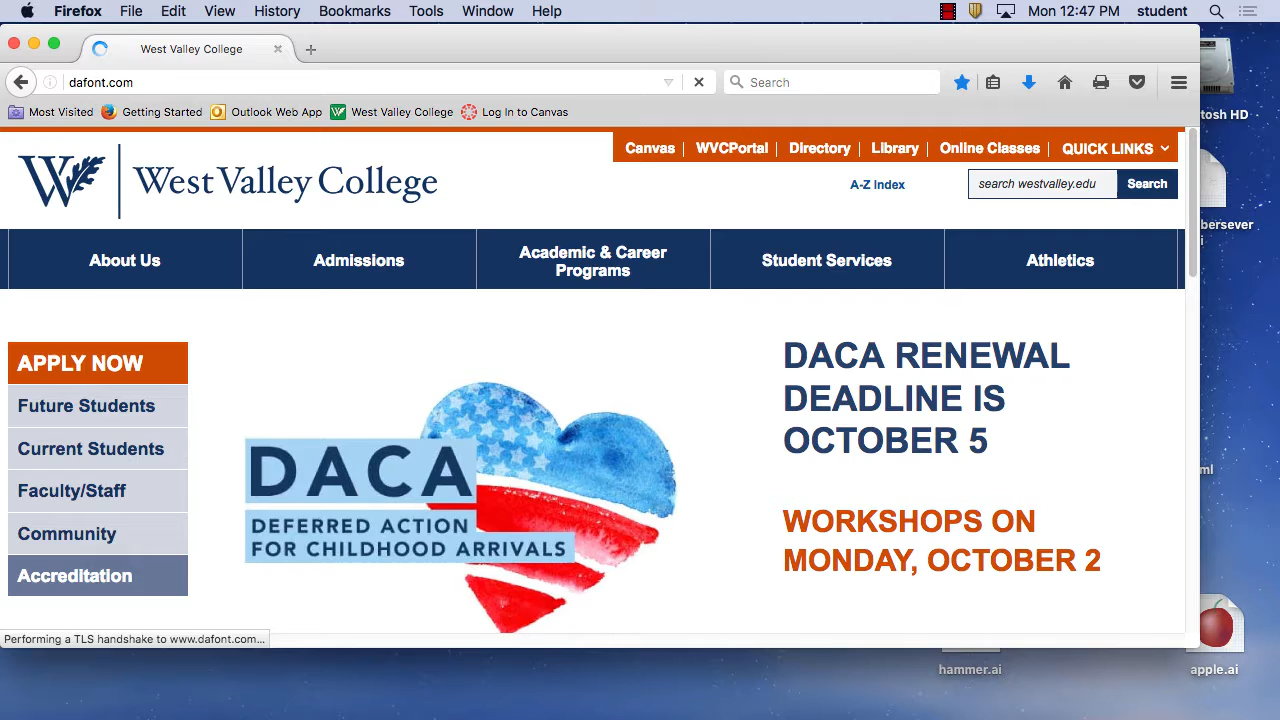 Firefox File Edit View History Bookmarks Tools Window Help Mon 12:47 PM student
West Valley College
dafont.com Search
Most Visited Getting Started Outlook Web App West Valley College Log In to Canvas
Canvas WVCPortal Directory Library Online Classes QUICK LINKS
West Valley College
A-Z Index search westvalley.edu Search
About Us Admissions Academic & Career Programs Student Services Athletics
APPLY NOW
Future Students
Current Students
Faculty/Staff
Community
Accreditation
DACA
DEFERRED ACTION
FOR CHILDHOOD ARRIVALS
DACA RENEWAL
DEADLINE IS
OCTOBER 5
WORKSHOPS ON
MONDAY, OCTOBER 2
Performing a TLS handshake to www.dafont.com...
hammer.ai
apple.ai